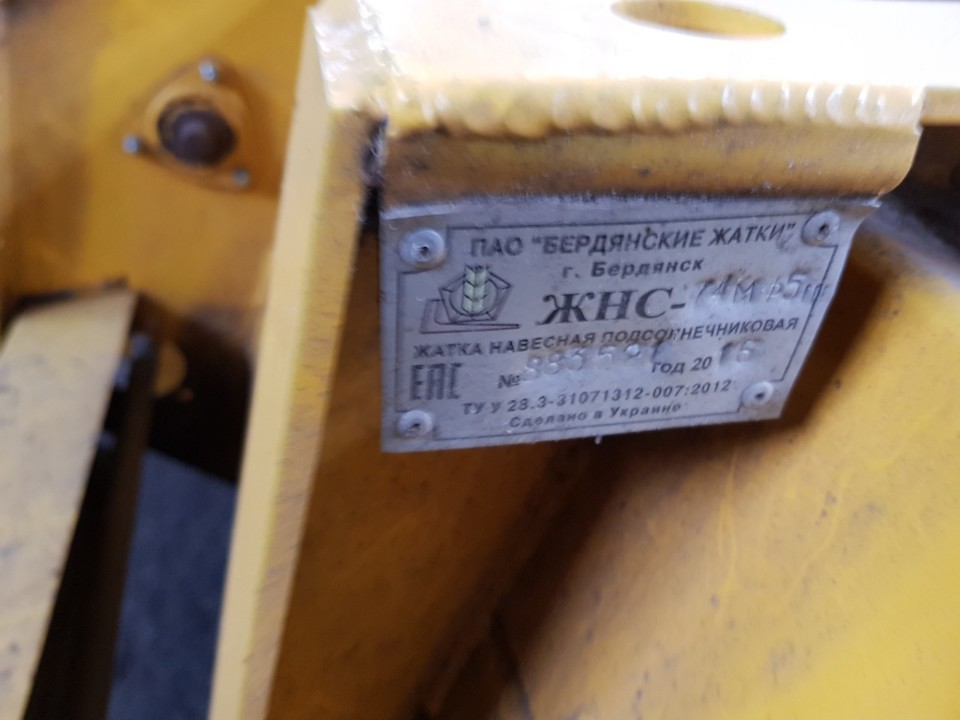 ПАО "БЕРДЯНСКИЕ ЖАТКИ"
г. Бердянск
ЖНС-
ЖАТКА НАВЕСНАЯ ПОДСОЛНЕЧНИКОВАЯ
ЕАС № год 2016
ТУ У 28.3-31071312-007:2012
Сделано в Украине